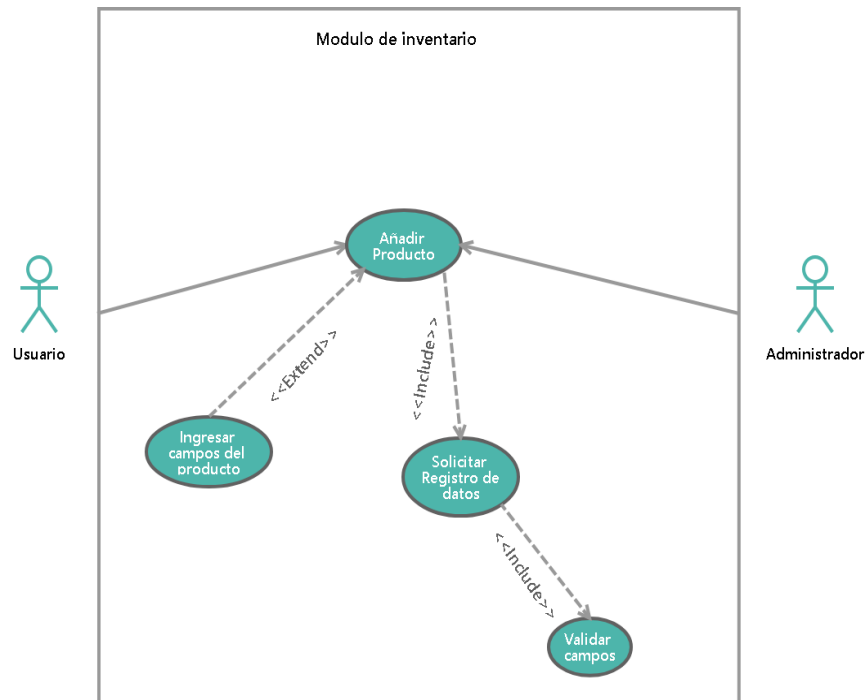 Modulo de inventario
Añadir
Producto
Usuario
Administrador
<<Extend>>
<<Include>>
Ingresar
campos del
producto
Solicitar
Registro de
datos
<<Include>>
Validar
campos